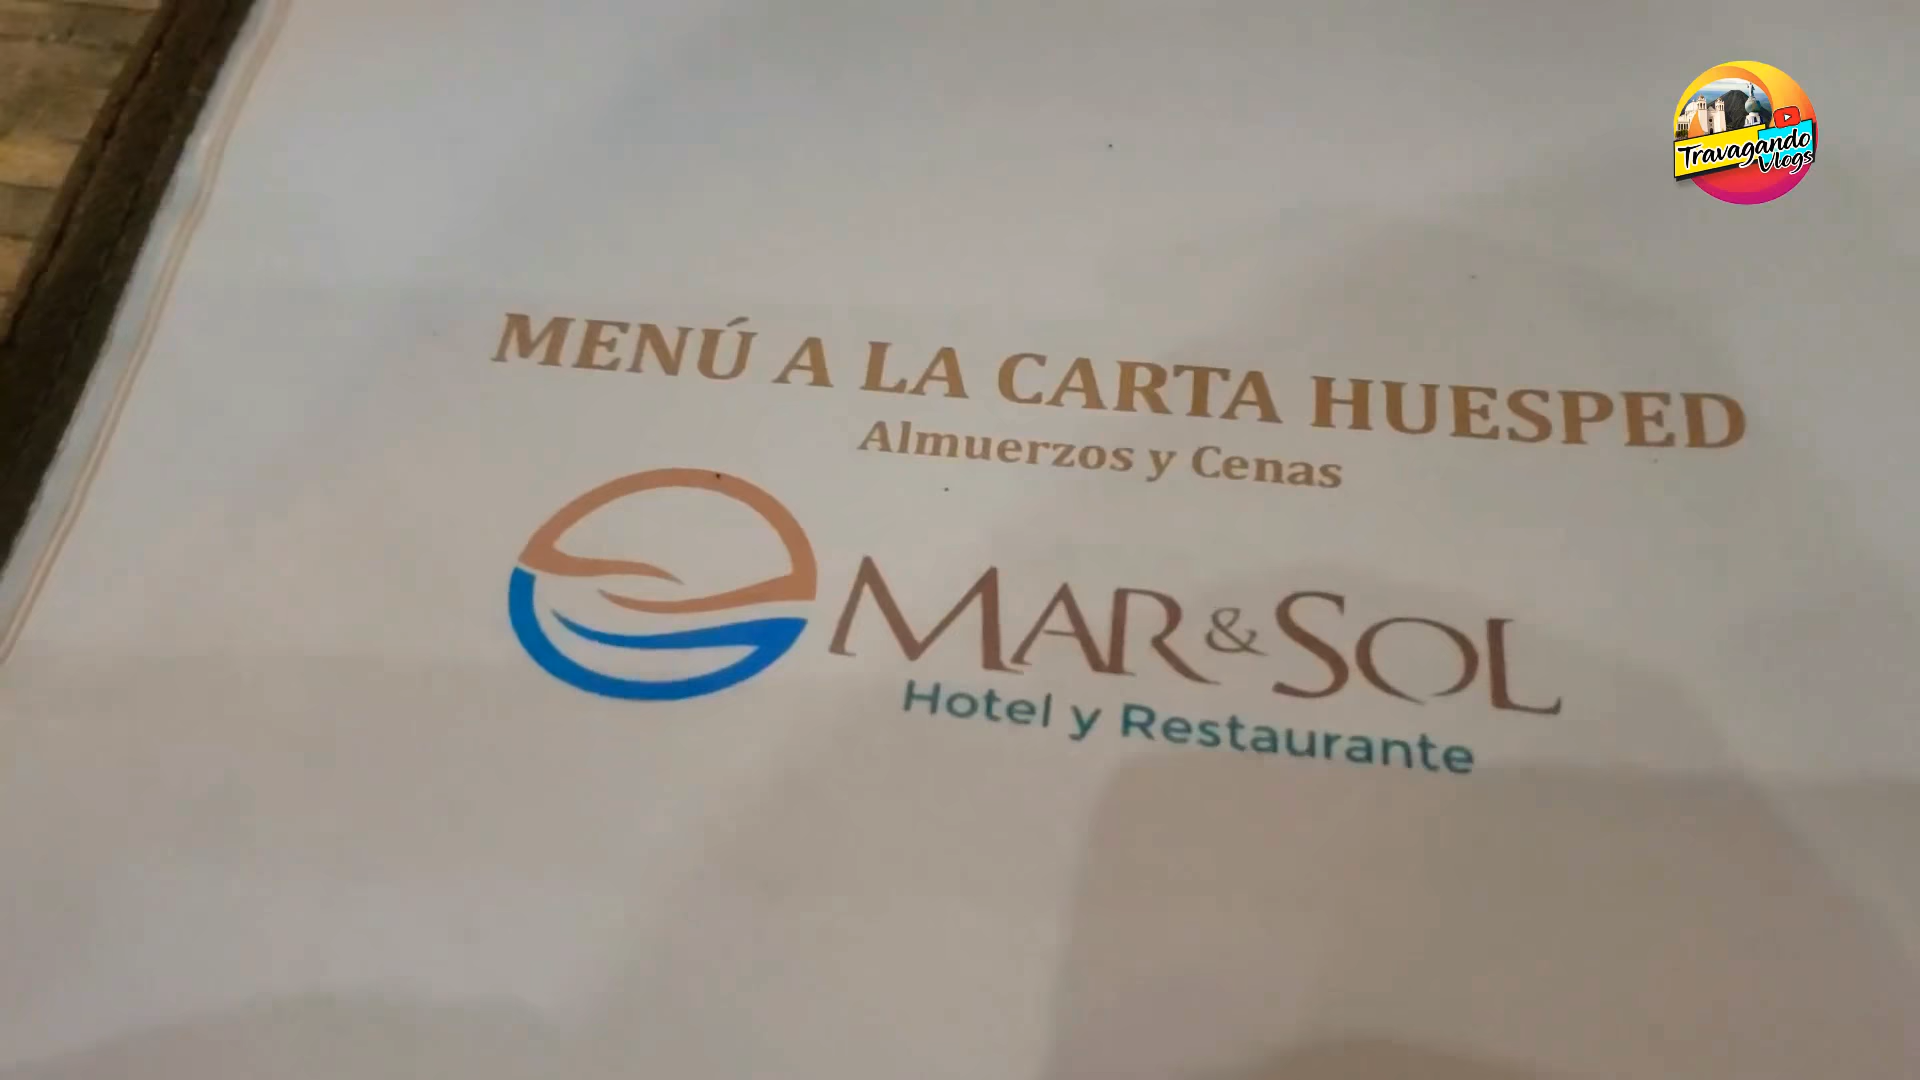 MENÚ A LA CARTA HUESPED
Almuerzos y Cenas
MAR & SOL
Hotel y Restaurante
Travagando
Vlogs